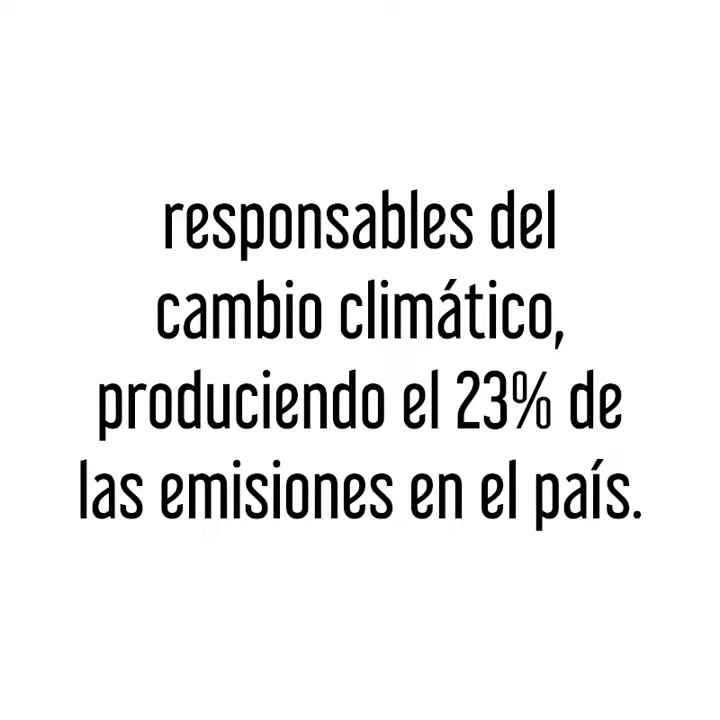 responsables del
cambio climático,
produciendo el 23% de
las emisiones en el país.